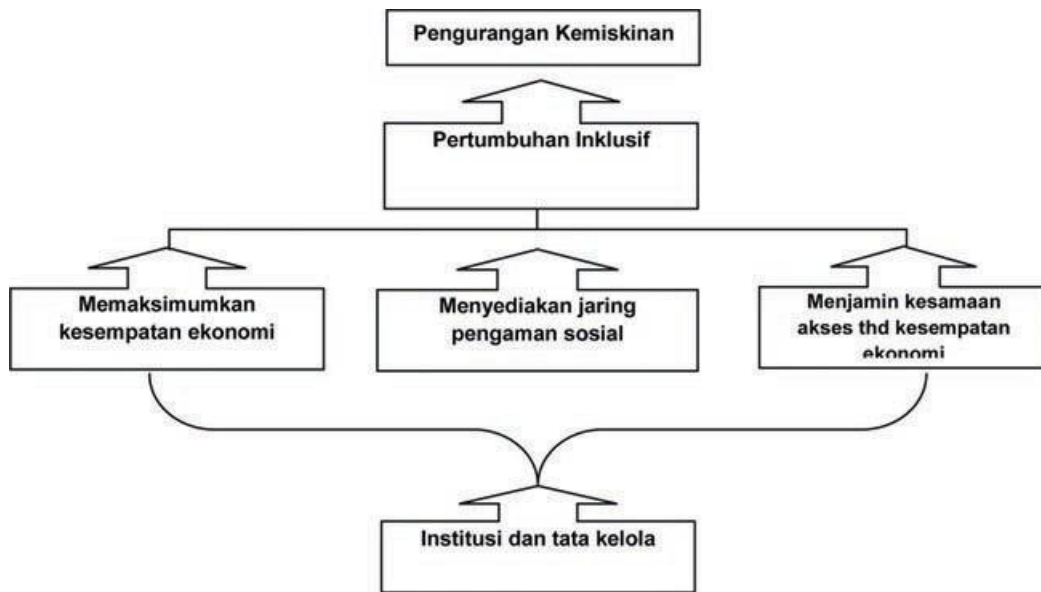 Pengurangan Kemiskinan
Pertumbuhan Inklusif
Memaksimumkan
kesempatan ekonomi
Menyediakan jaring
pengaman sosial
Menjamin kesamaan
akses thd kesempatan
ekonomi
Institusi dan tata kelola